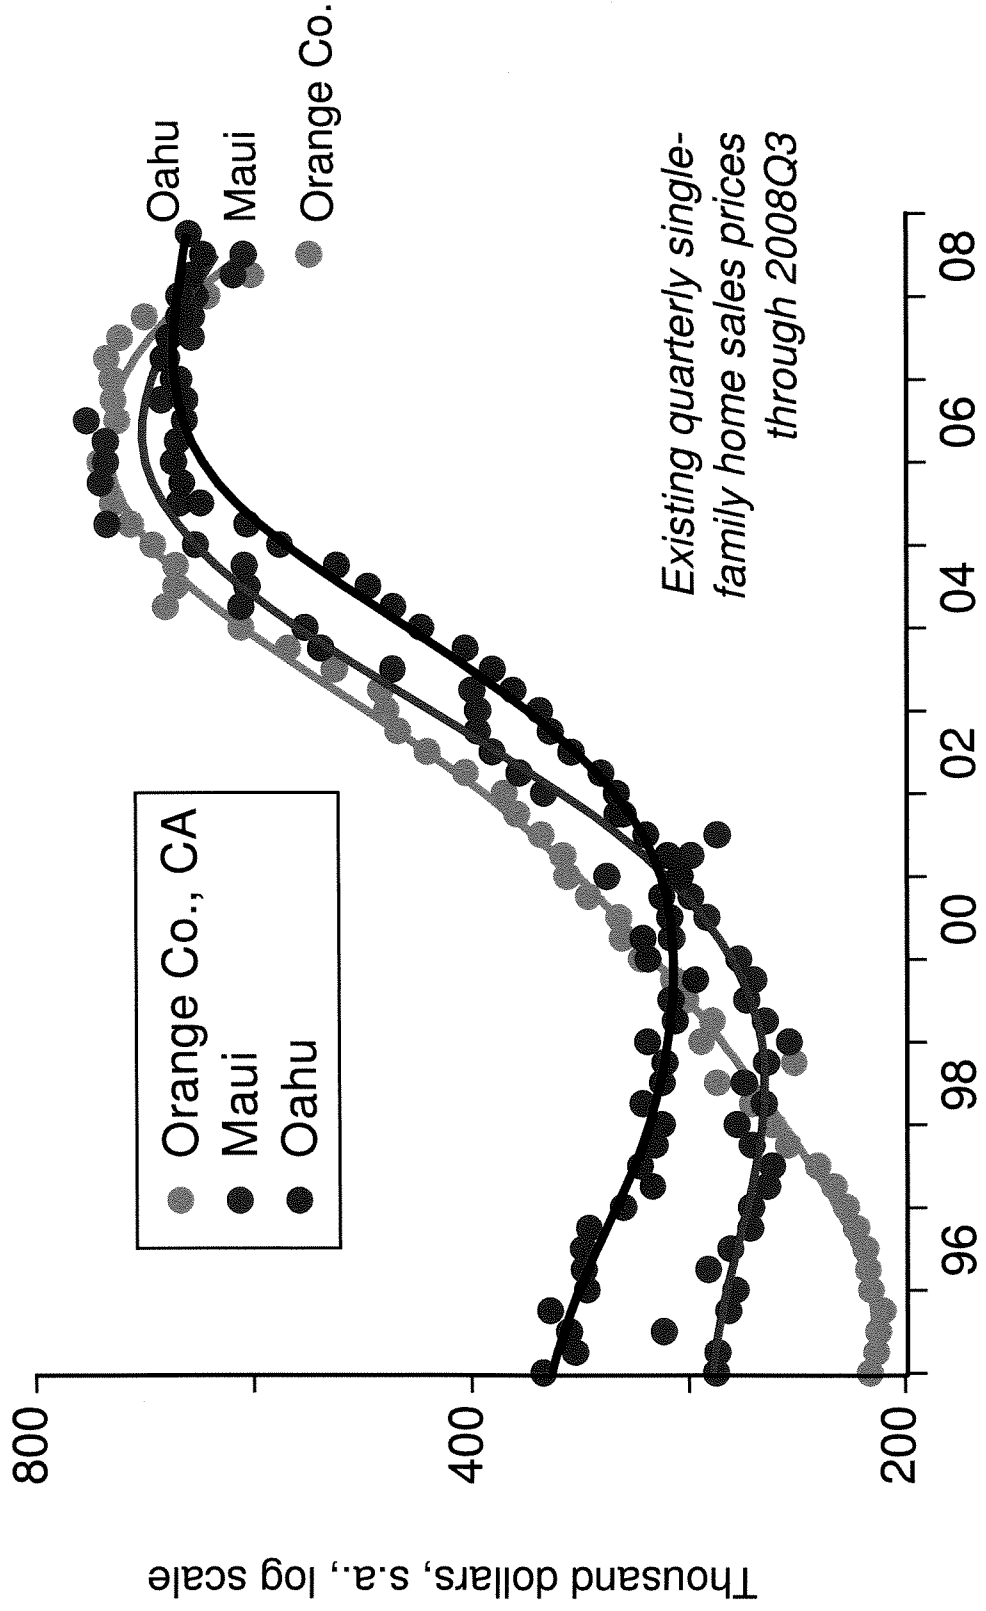 Thousand dollars, s.a., log scale
800
400
200
Orange Co., CA
Maui
Oahu
Oahu
Maui
Orange Co.
Existing quarterly single-
family home sales prices
through 2008Q3
96
98
00
02
04
06
08